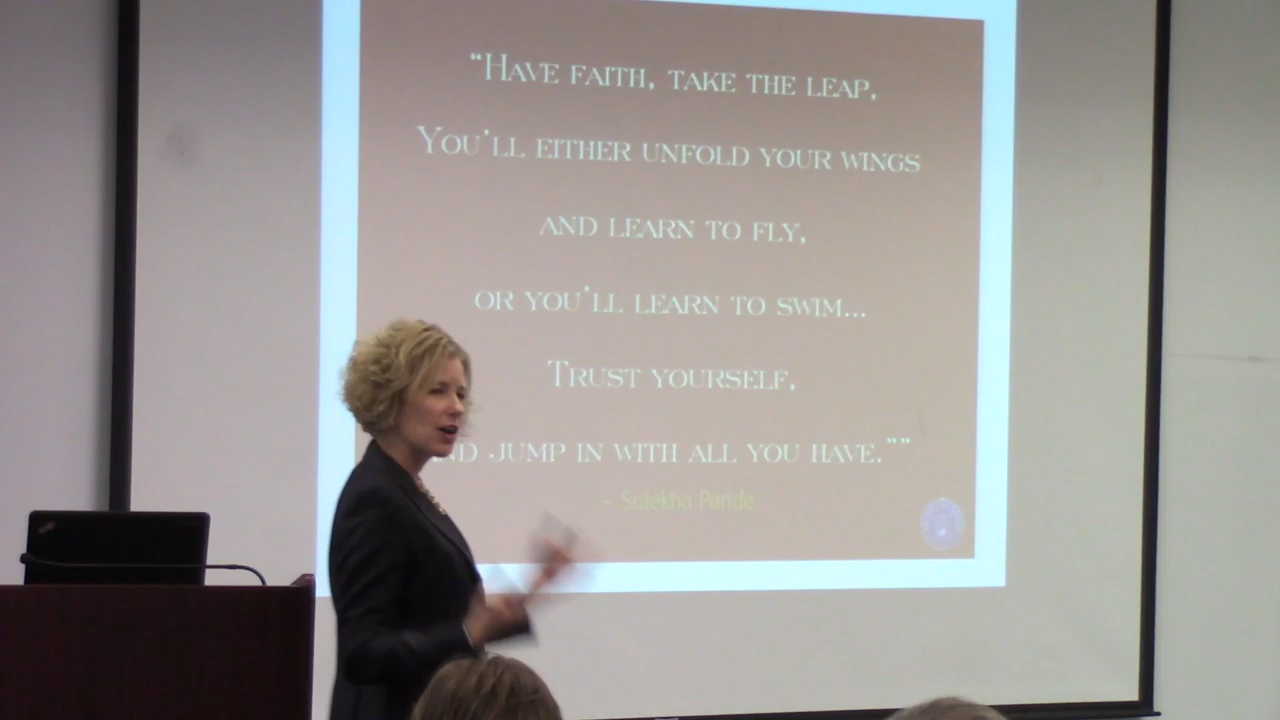 “Have faith, take the leap,
You'll either unfold your wings
and learn to fly,
or you'll learn to swim...
Trust yourself,
nd jump in with all you have.””
– Sulekha Pande